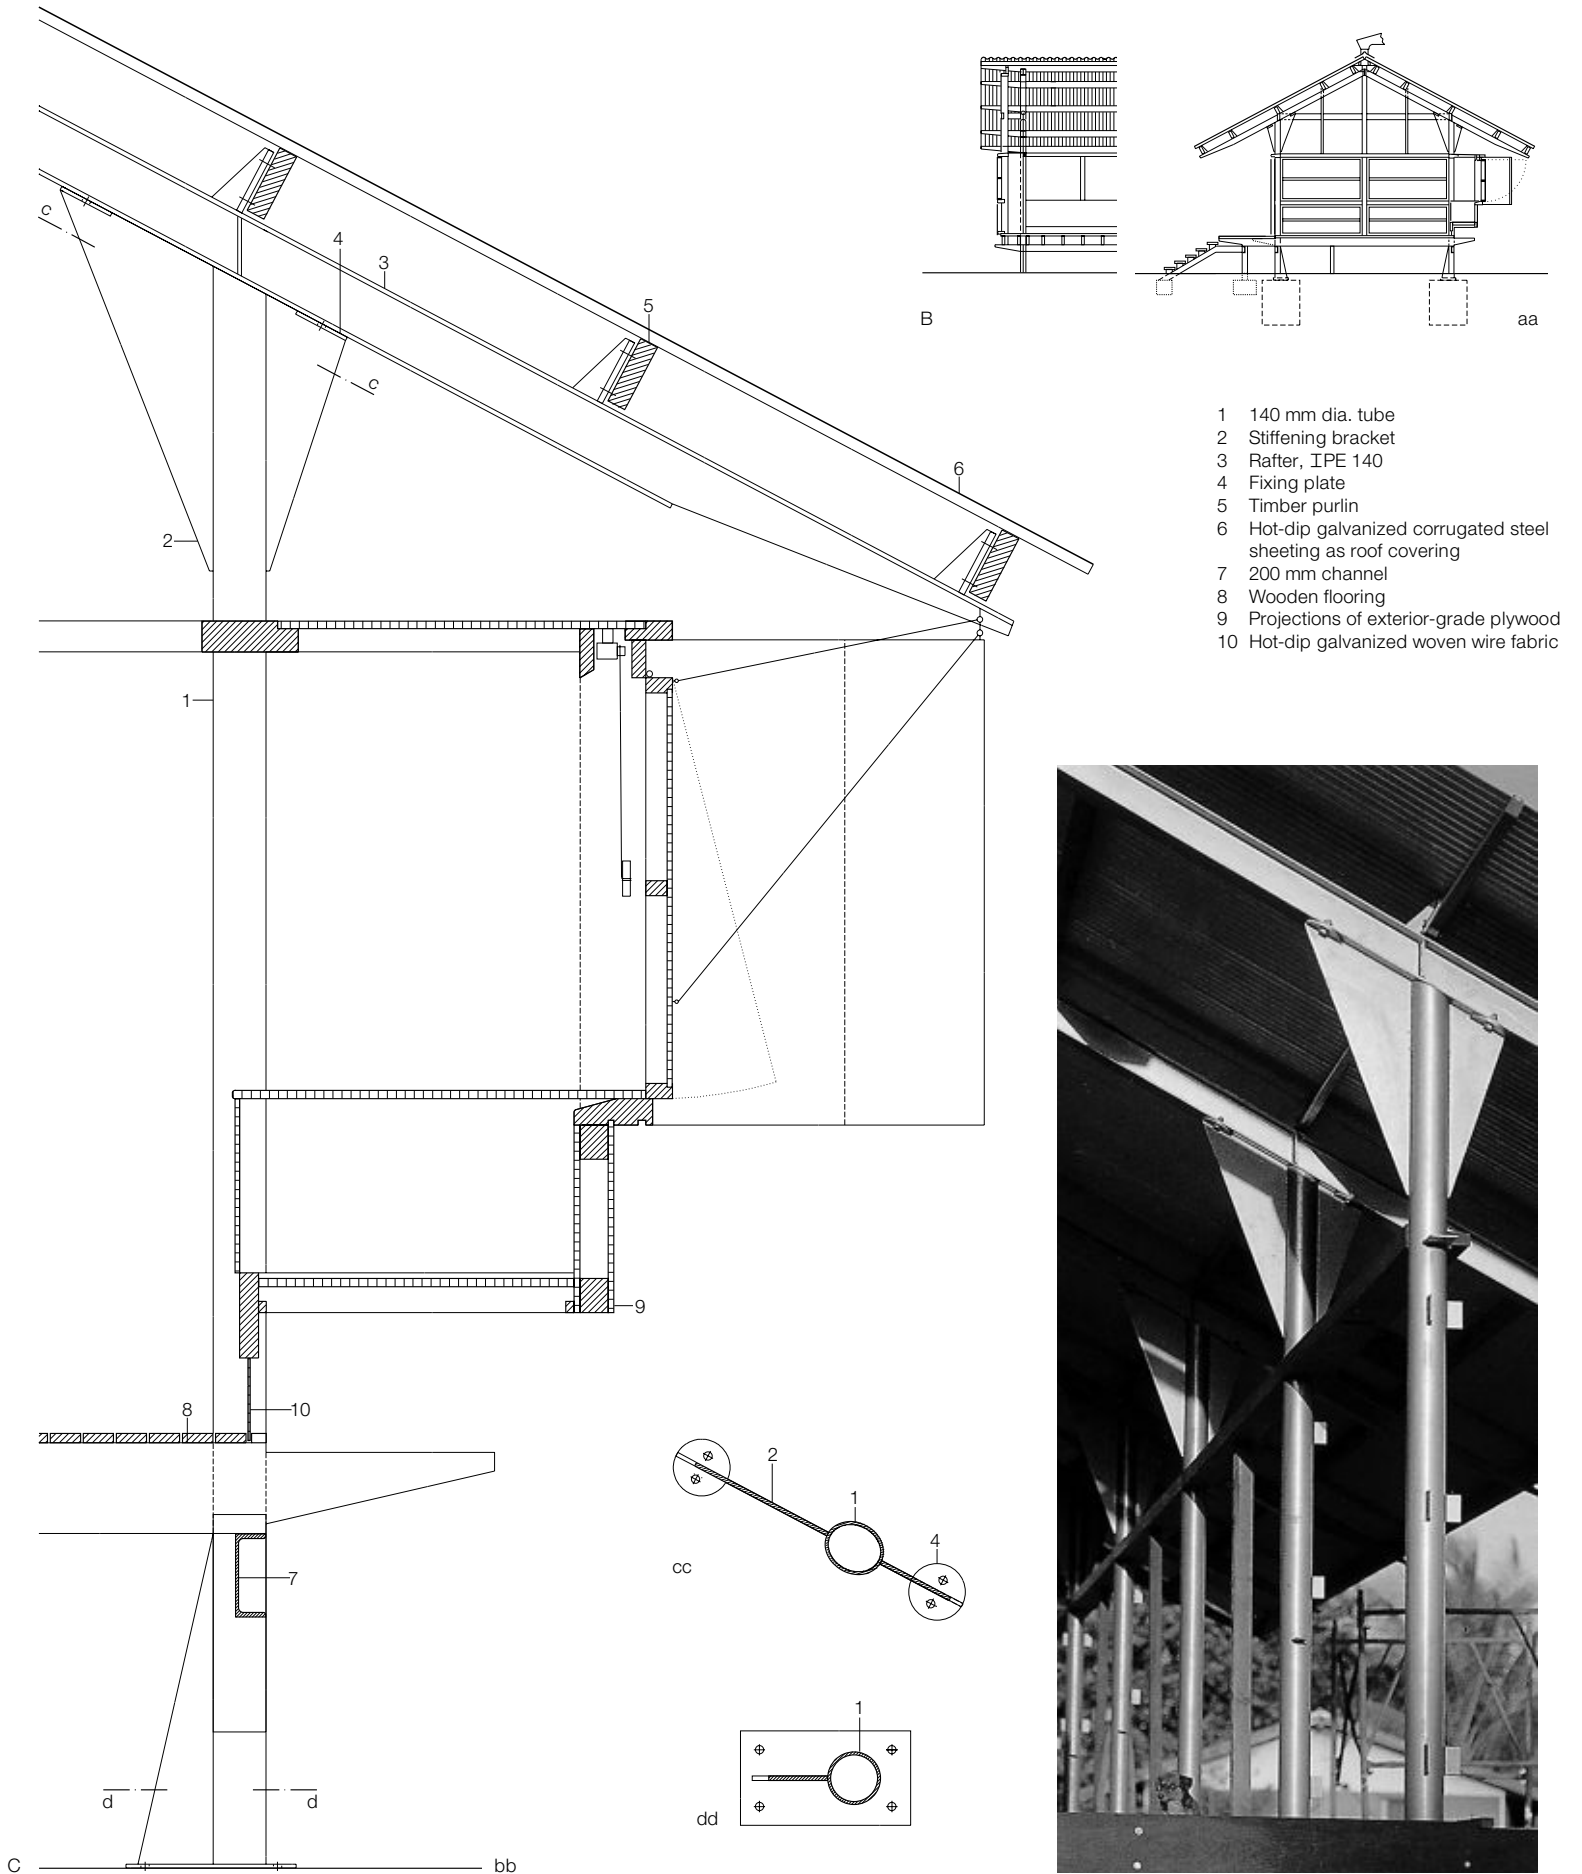 c
4
3
5
c
6
2
1
9
8
10
7
d
d
C
bb
B
aa
1 140 mm dia. tube
2 Stiffening bracket
3 Rafter, IPE 140
4 Fixing plate
5 Timber purlin
6 Hot-dip galvanized corrugated steel
sheeting as roof covering
7 200 mm channel
8 Wooden flooring
9 Projections of exterior-grade plywood
10 Hot-dip galvanized woven wire fabric
2
1
4
cc
1
dd